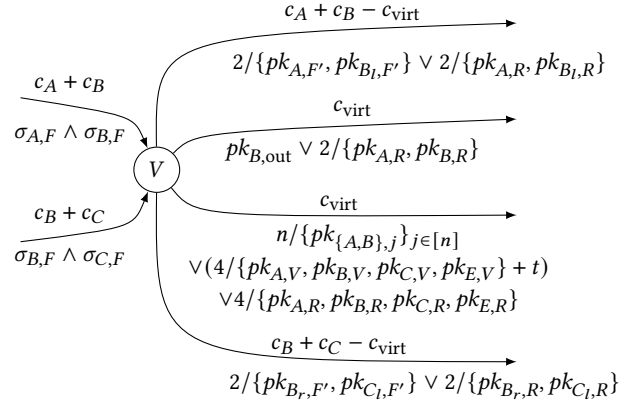 c_A + c_B − c_virt
2/{pk_{A,F′}, pk_{B_l,F′}} ∨ 2/{pk_{A,R}, pk_{B_l,R}}
c_A + c_B
σ_{A,F} ∧ σ_{B,F}
c_virt
pk_{B,out} ∨ 2/{pk_{A,R}, pk_{B,R}}
V
c_B + c_C
σ_{B,F} ∧ σ_{C,F}
c_virt
n/{pk_{{A,B},j}}_{j∈[n]}
∨(4/{pk_{A,V}, pk_{B,V}, pk_{C,V}, pk_{E,V}} + t)
∨4/{pk_{A,R}, pk_{B,R}, pk_{C,R}, pk_{E,R}}
c_B + c_C − c_virt
2/{pk_{B_r,F′}, pk_{C_l,F′}} ∨ 2/{pk_{B_r,R}, pk_{C_l,R}}